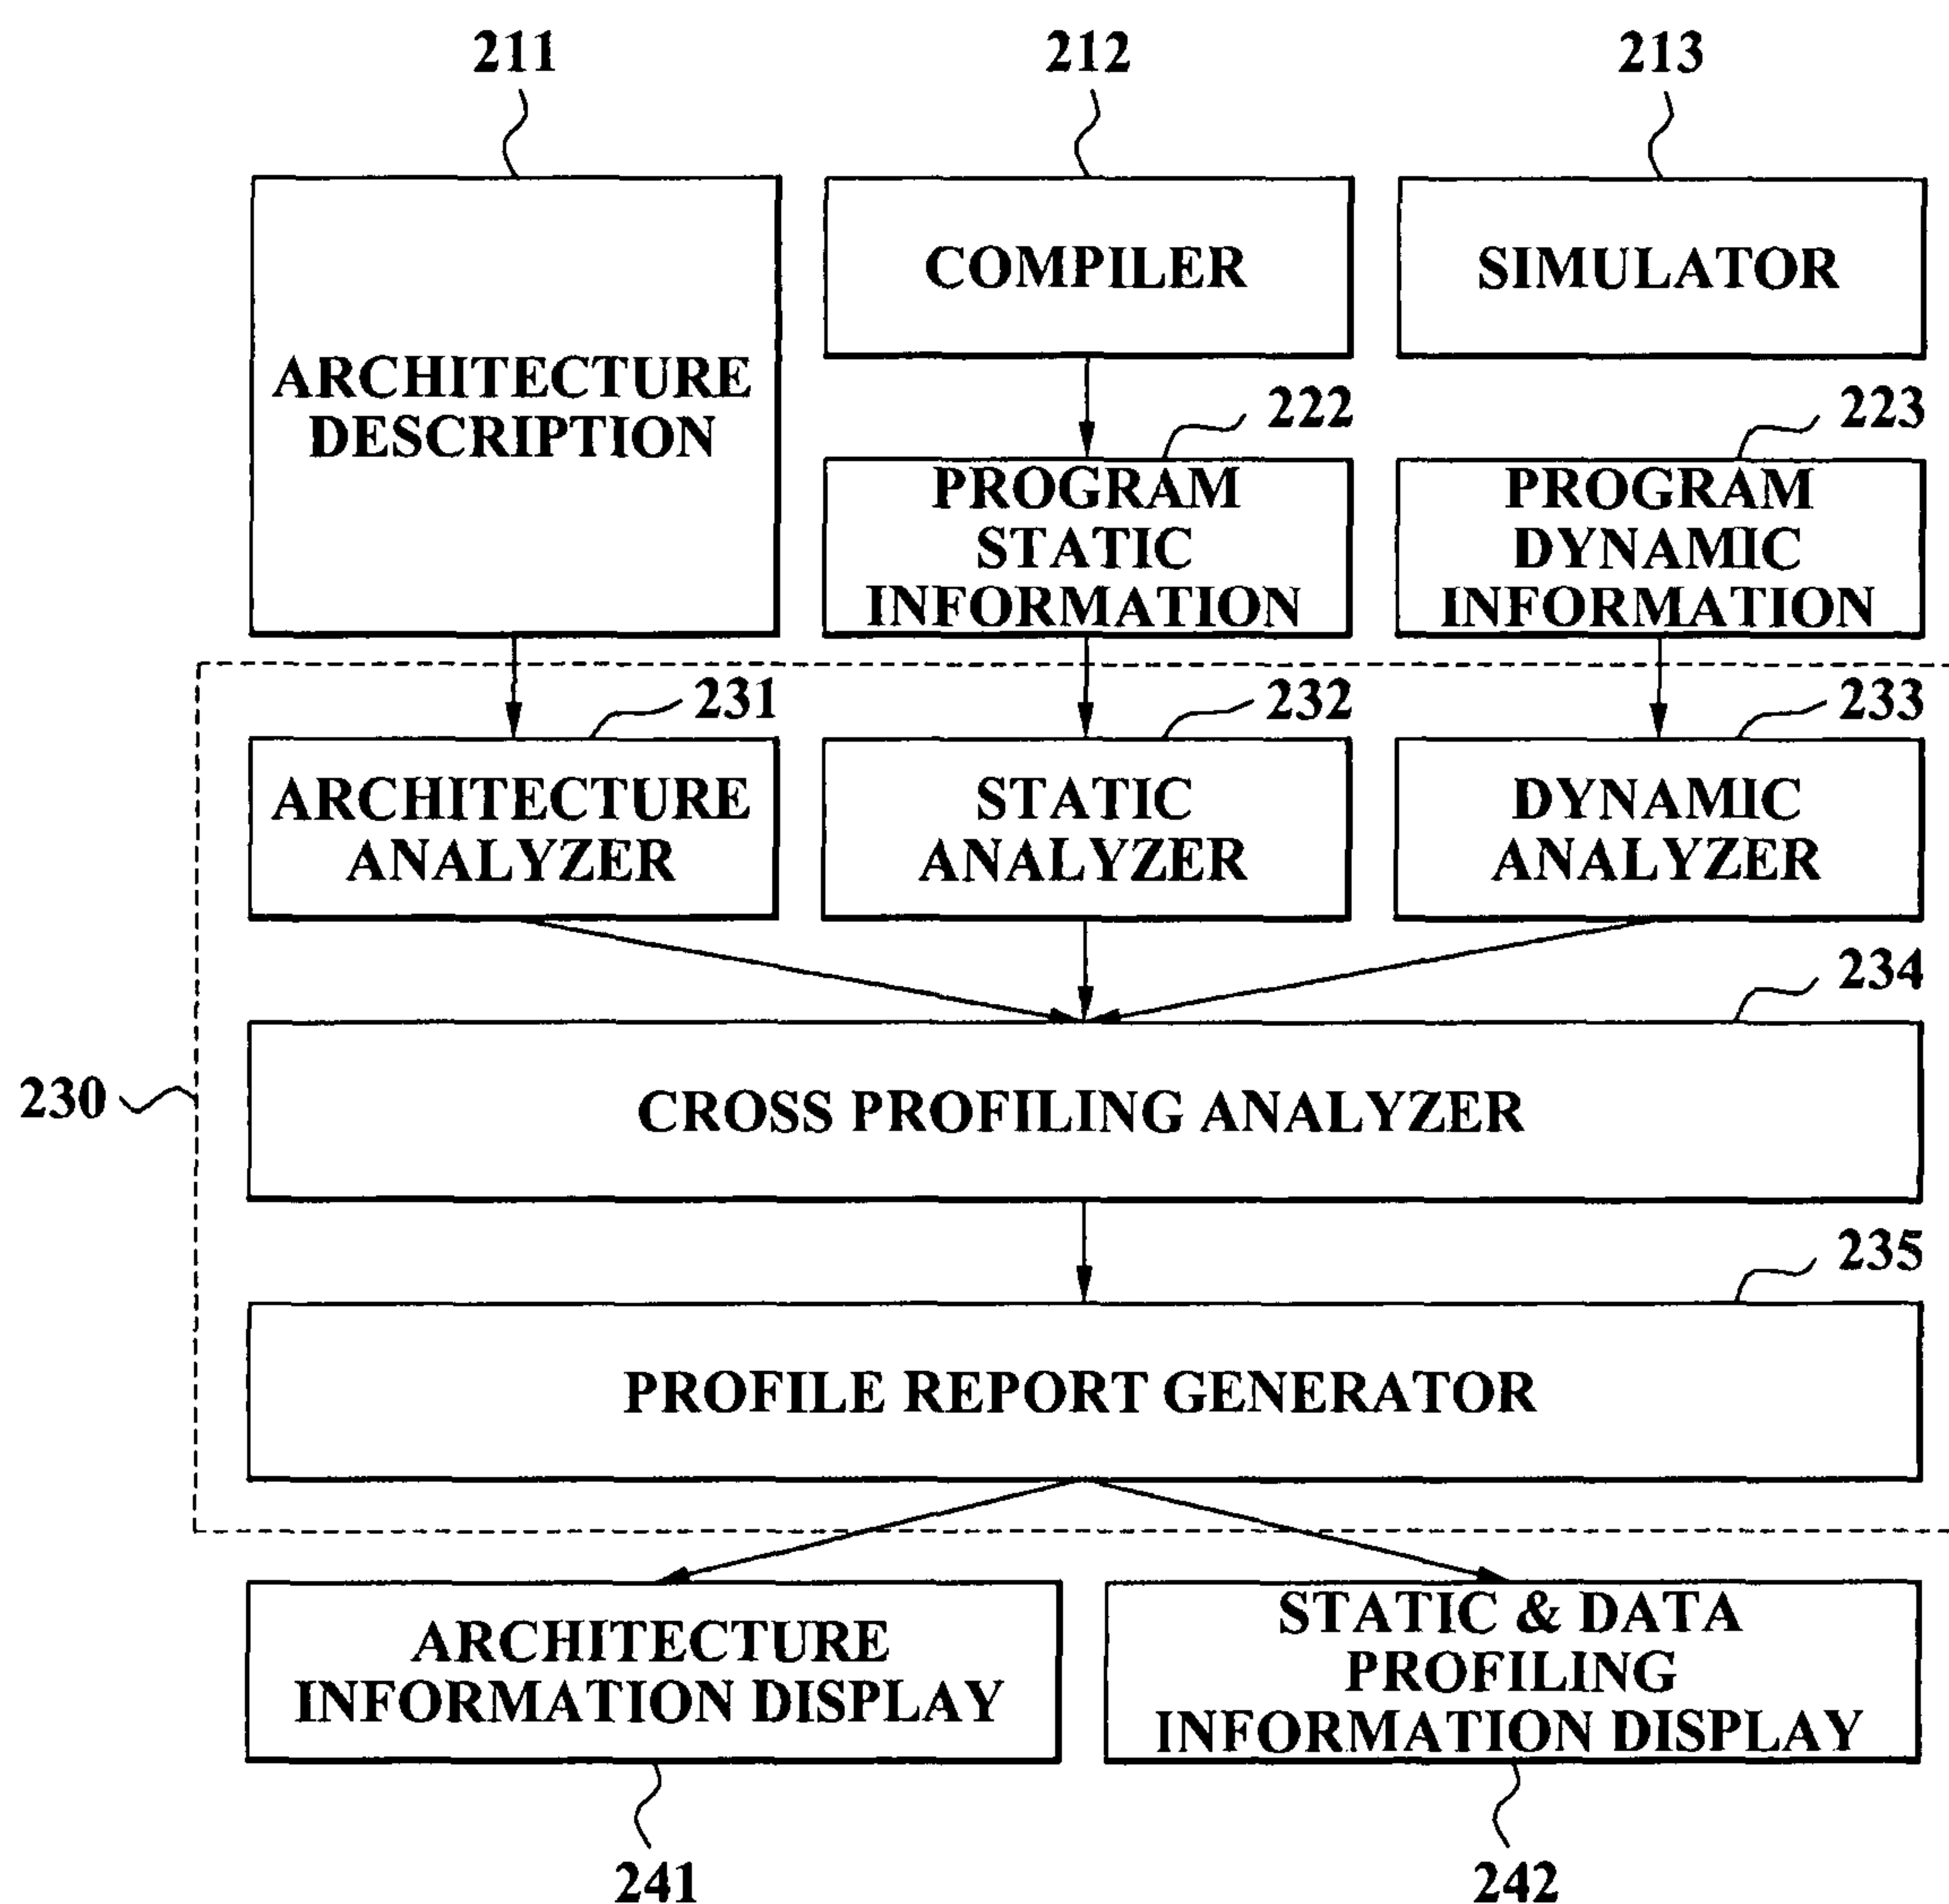 211
212
213
COMPILER
SIMULATOR
ARCHITECTURE
DESCRIPTION
222
223
PROGRAM
STATIC
INFORMATION
PROGRAM
DYNAMIC
INFORMATION
231
232
233
ARCHITECTURE
ANALYZER
STATIC
ANALYZER
DYNAMIC
ANALYZER
234
230
CROSS PROFILING ANALYZER
235
PROFILE REPORT GENERATOR
ARCHITECTURE
INFORMATION DISPLAY
STATIC & DATA
PROFILING
INFORMATION DISPLAY
241
242